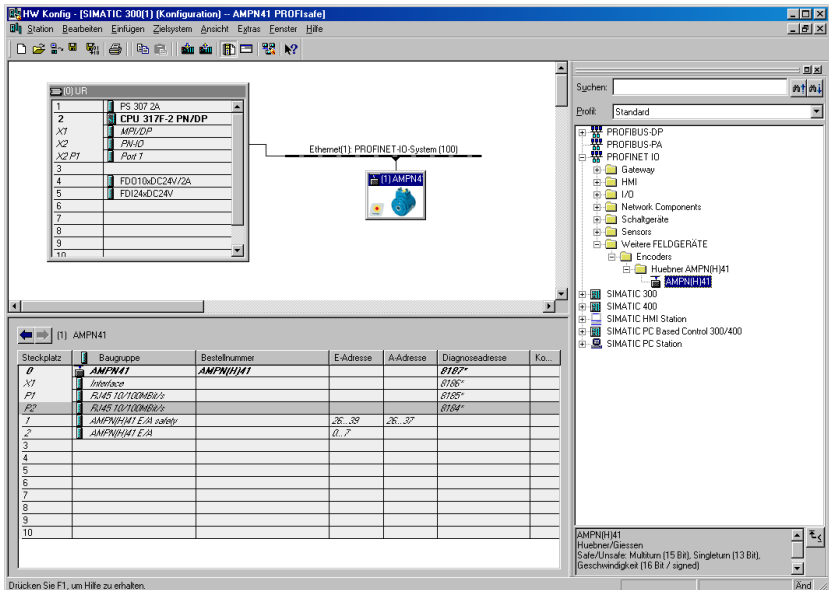 HW Konfig - [SIMATIC 300(1) (Konfiguration) -- AMPN41 PROFIsafe]
Station Bearbeiten Einfügen Zielsystem Ansicht Extras Fenster Hilfe
(0) UR
1 PS 307 2A
2 CPU 317F-2 PN/DP
X1 MPI/DP
X2 PN-IO
X2 P1 Port 1
3
4 FDO10xDC24V/2A
5 FDI24xDC24V
6
7
8
9
10
Ethernet(1): PROFINET-IO-System (100)
(1) AMPN4
(1) AMPN41
Steckplatz Baugruppe Bestellnummer E-Adresse A-Adresse Diagnoseadresse Ko...
0 AMPN41 AMPN(H)41 8187*
X1 Interface 8186*
P1 RJ45 10/100MBit/s 8185*
P2 RJ45 10/100MBit/s 8184*
1 AMPN(H)41 E/A safety 26...39 26...37
2 AMPN(H)41 E/A 0...7
3
4
5
6
7
8
9
10
Suchen:
Profil: Standard
PROFIBUS-DP
PROFIBUS-PA
PROFINET IO
Gateway
HMI
I/O
Network Components
Schaltgeräte
Sensors
Weitere FELDGERÄTE
Encoders
Huebner AMPN(H)41
AMPN(H)41
SIMATIC 300
SIMATIC 400
SIMATIC HMI Station
SIMATIC PC Based Control 300/400
SIMATIC PC Station
AMPN(H)41
Huebner/Giessen
Safe/Unsafe: Multiturn (15 Bit), Singleturn (13 Bit),
Geschwindigkeit (16 Bit / signed)
Drücken Sie F1, um Hilfe zu erhalten.
Änd